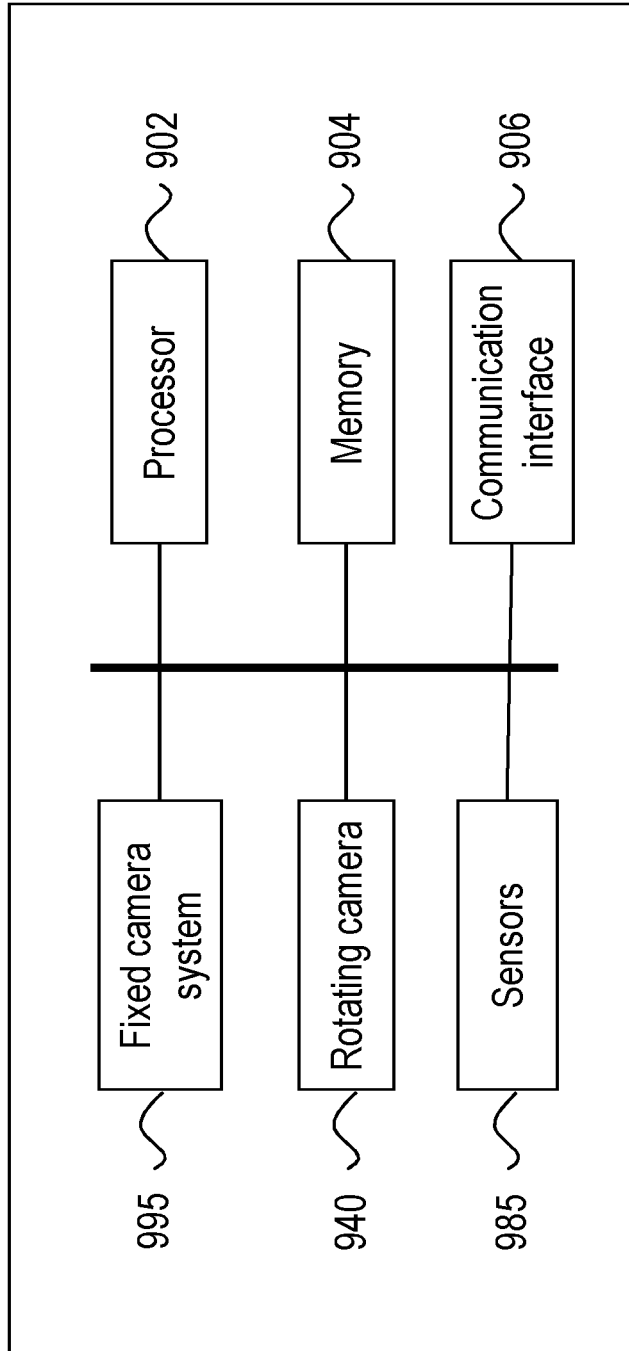 995
Fixed camera
system
Processor
902
940
Rotating camera
Memory
904
985
Sensors
Communication
interface
906